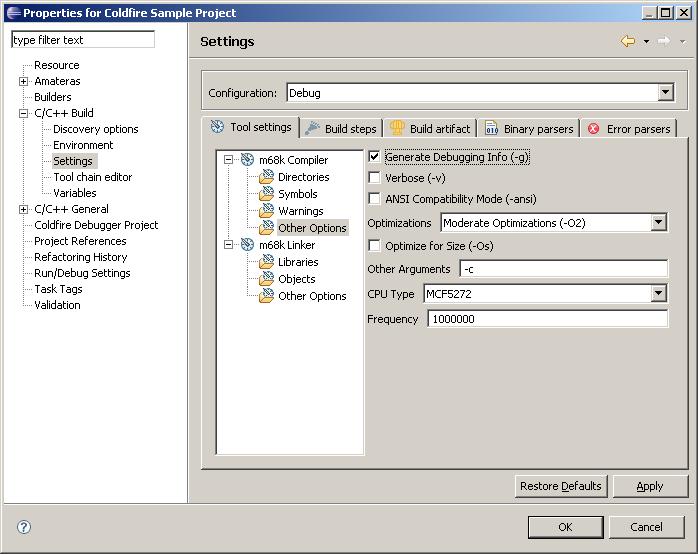 Properties for Coldfire Sample Project
type filter text
Resource
Amateras
Builders
C/C++ Build
Discovery options
Environment
Settings
Tool chain editor
Variables
C/C++ General
Coldfire Debugger Project
Project References
Refactoring History
Run/Debug Settings
Task Tags
Validation
Settings
Configuration: Debug
Tool settings Build steps Build artifact Binary parsers Error parsers
m68k Compiler
Directories
Symbols
Warnings
Other Options
m68k Linker
Libraries
Objects
Other Options
Generate Debugging Info (-g)
Verbose (-v)
ANSI Compatibility Mode (-ansi)
Optimizations Moderate Optimizations (-O2)
Optimize for Size (-Os)
Other Arguments -c
CPU Type MCF5272
Frequency 1000000
Restore Defaults Apply
OK Cancel